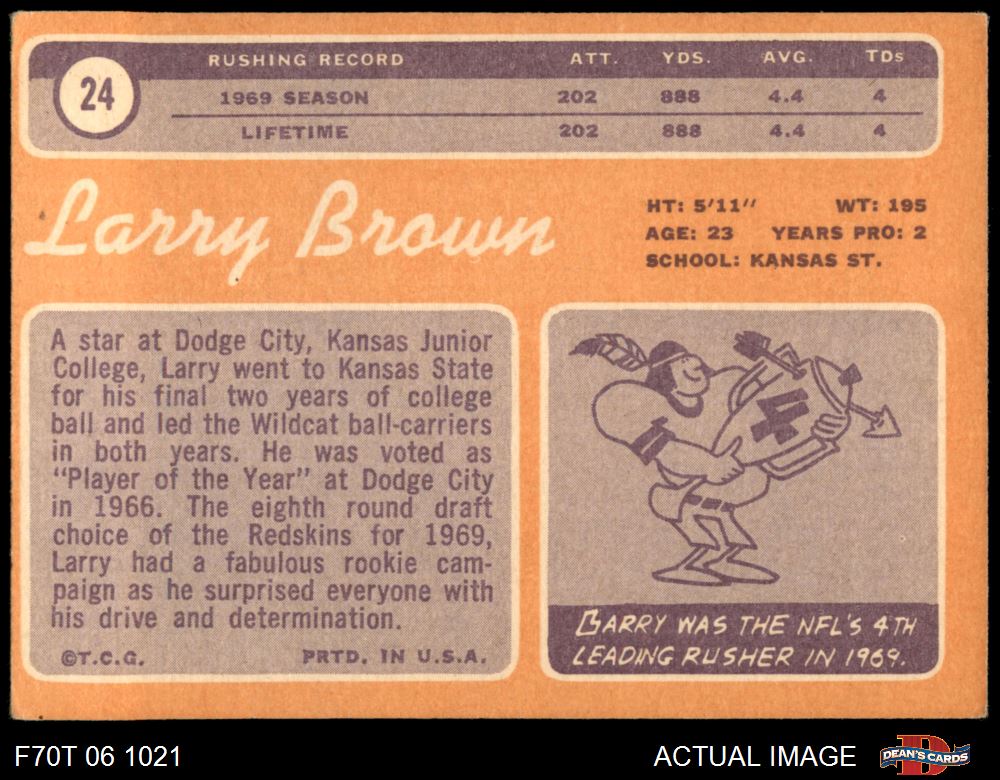 RUSHING RECORD ATT. YDS. AVG. TDs
24
1969 SEASON 202 888 4.4 4
LIFETIME 202 888 4.4 4
Larry Brown
HT: 5'11" WT: 195
AGE: 23 YEARS PRO: 2
SCHOOL: KANSAS ST.
A star at Dodge City, Kansas Junior
College, Larry went to Kansas State
for his final two years of college
ball and led the Wildcat ball-carriers
in both years. He was voted as
"Player of the Year" at Dodge City
in 1966. The eighth round draft
choice of the Redskins for 1969,
Larry had a fabulous rookie cam-
paign as he surprised everyone with
his drive and determination.
©T.C.G. PRTD. IN U.S.A.
4
LARRY WAS THE NFL'S 4TH
LEADING RUSHER IN 1969.
F70T 06 1021
ACTUAL IMAGE
D
DEAN'S CARDS